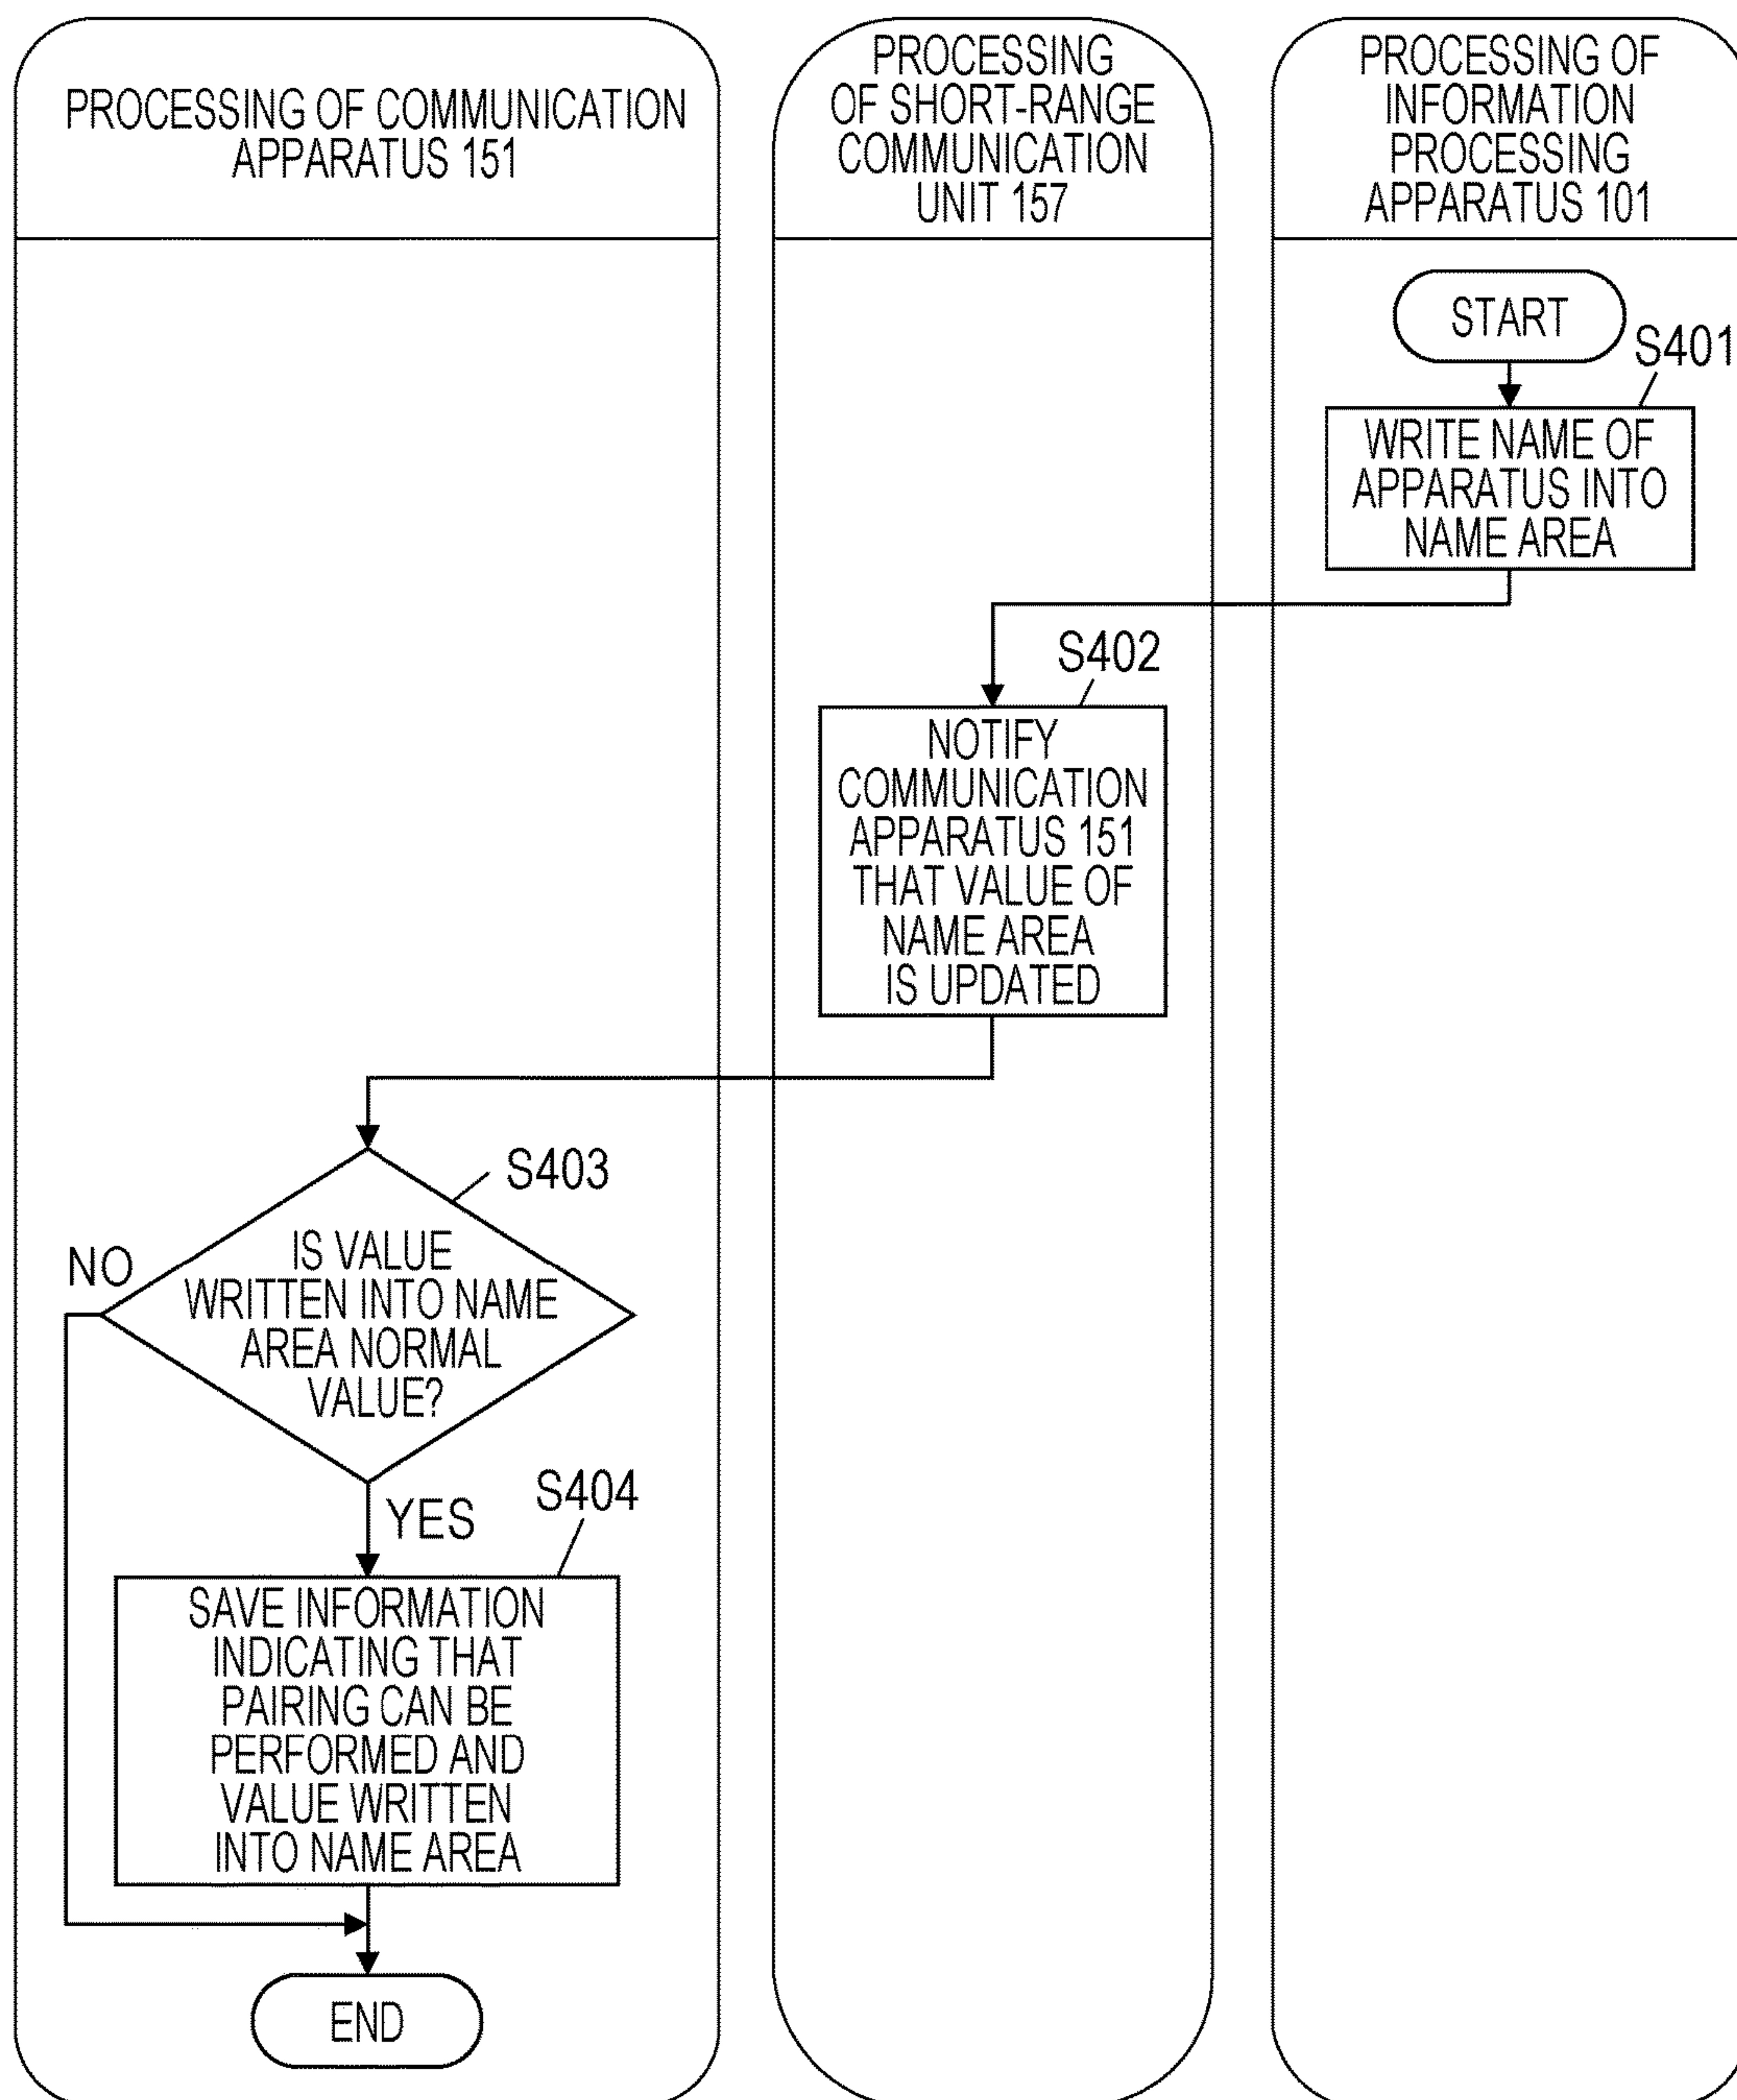 PROCESSING OF COMMUNICATION
APPARATUS 151
PROCESSING
OF SHORT-RANGE
COMMUNICATION
UNIT 157
PROCESSING OF
INFORMATION
PROCESSING
APPARATUS 101
START
S401
WRITE NAME OF
APPARATUS INTO
NAME AREA
S402
NOTIFY
COMMUNICATION
APPARATUS 151
THAT VALUE OF
NAME AREA
IS UPDATED
S403
IS VALUE
WRITTEN INTO NAME
AREA NORMAL
VALUE?
NO
YES
S404
SAVE INFORMATION
INDICATING THAT
PAIRING CAN BE
PERFORMED AND
VALUE WRITTEN
INTO NAME AREA
END